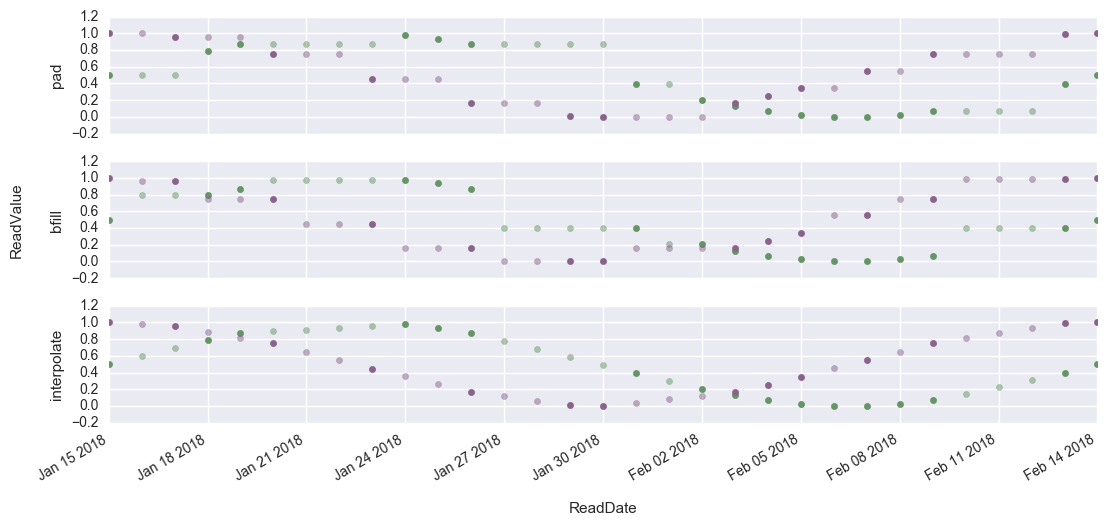 1.2
1.0
0.8
0.6
0.4
0.2
0.0
−0.2
pad
1.2
1.0
0.8
0.6
0.4
0.2
0.0
−0.2
bfill
ReadValue
1.2
1.0
0.8
0.6
0.4
0.2
0.0
−0.2
interpolate
Jan 15 2018
Jan 18 2018
Jan 21 2018
Jan 24 2018
Jan 27 2018
Jan 30 2018
Feb 02 2018
Feb 05 2018
Feb 08 2018
Feb 11 2018
Feb 14 2018
ReadDate